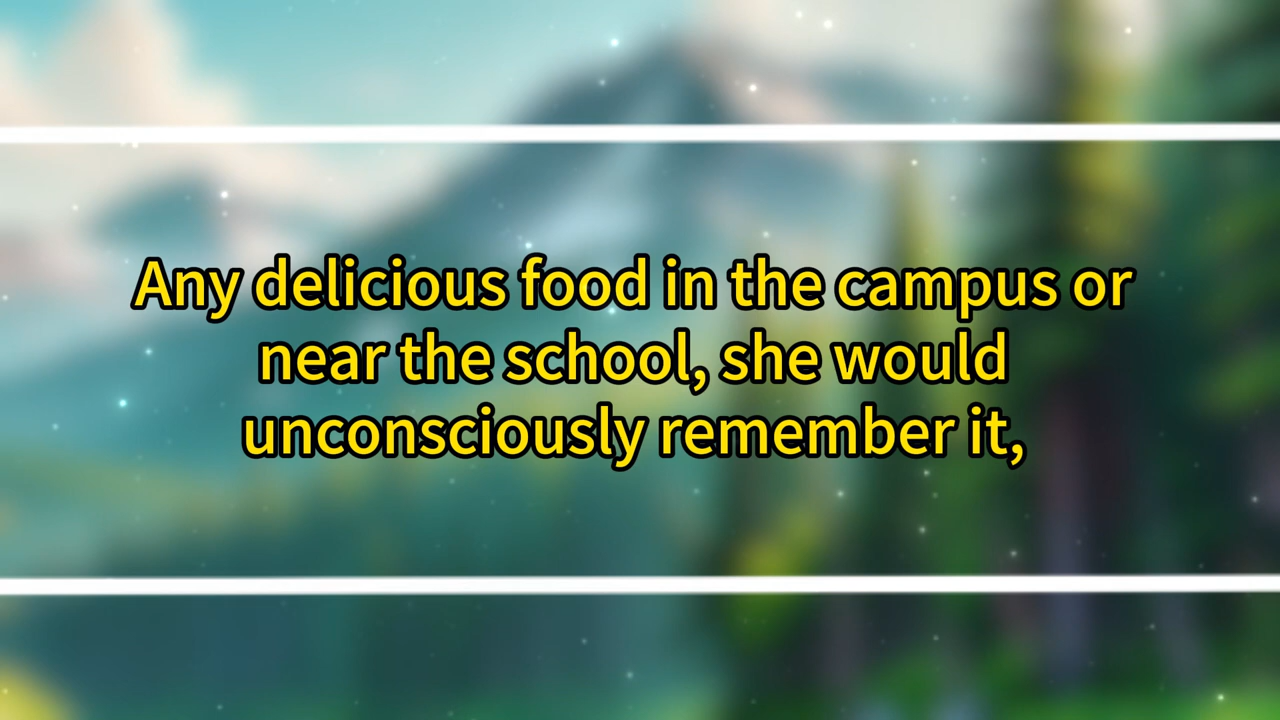 Any delicious food in the campus or
near the school, she would
unconsciously remember it,